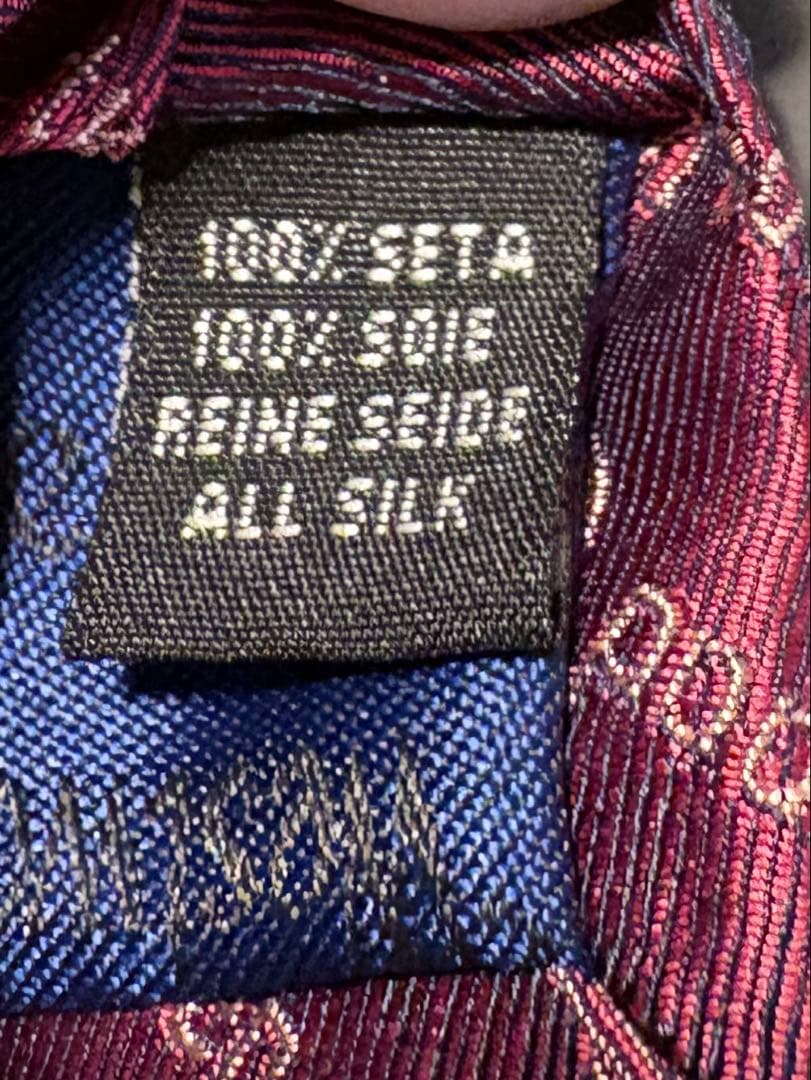 100% SETA
100% SOIE
REINE SEIDE
ALL SILK